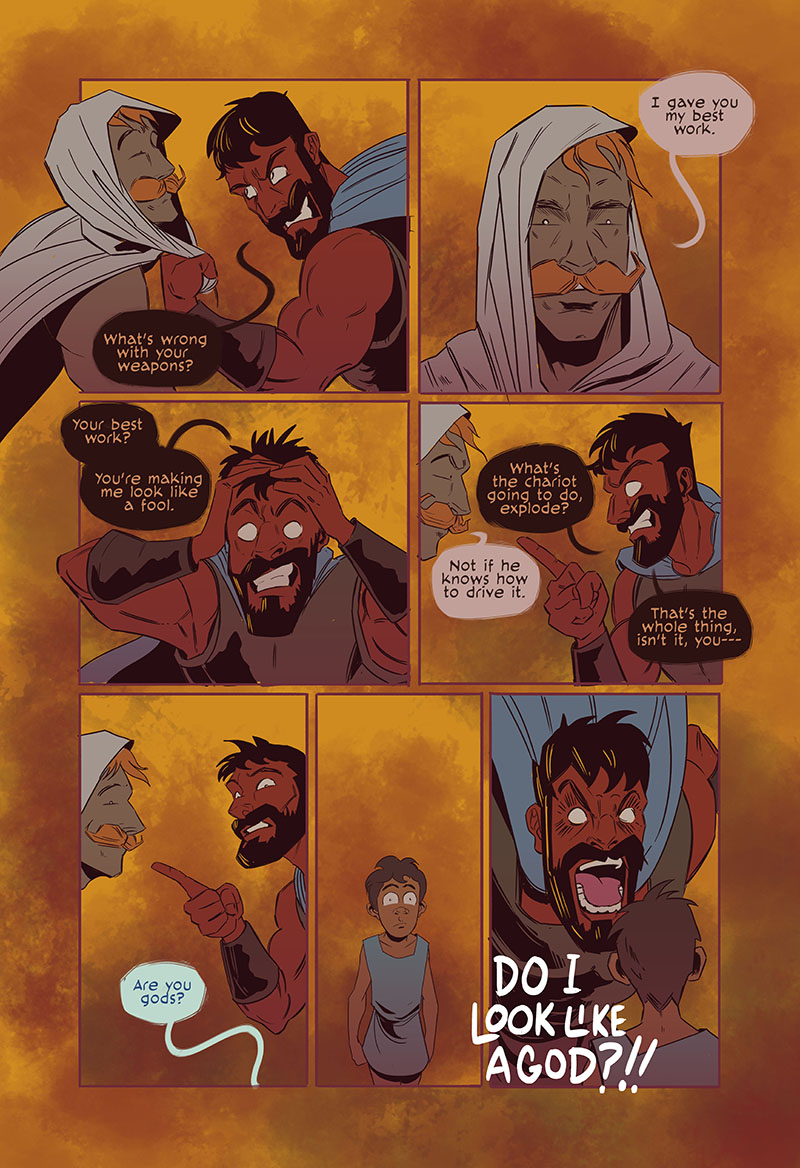 What's wrong
with your
weapons?
I gave you
my best
work.
Your best
work?
You're making
me look like
a fool.
What's
the chariot
going to do,
explode?
Not if he
knows how
to drive it.
That's the
whole thing,
isn't it, you---
Are you
gods?
DO I
LOOK LIKE
A GOD?!!